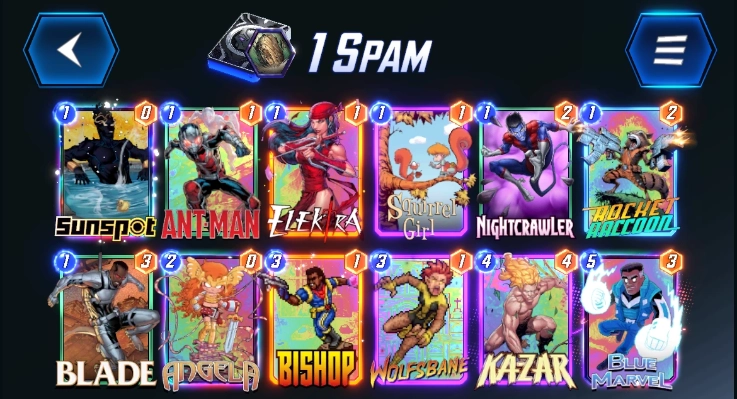 1 SPAM
1 0 1 1 1 1 1 1 1 2 1 2
SUNSPOT ANT-MAN ELEKTRA Squirrel Girl NIGHTCRAWLER ROCKET RACCOON
1 3 2 0 3 1 3 1 4 4 5 3
BLADE ANGELA BISHOP WOLFSBANE KA-ZAR BLUE MARVEL